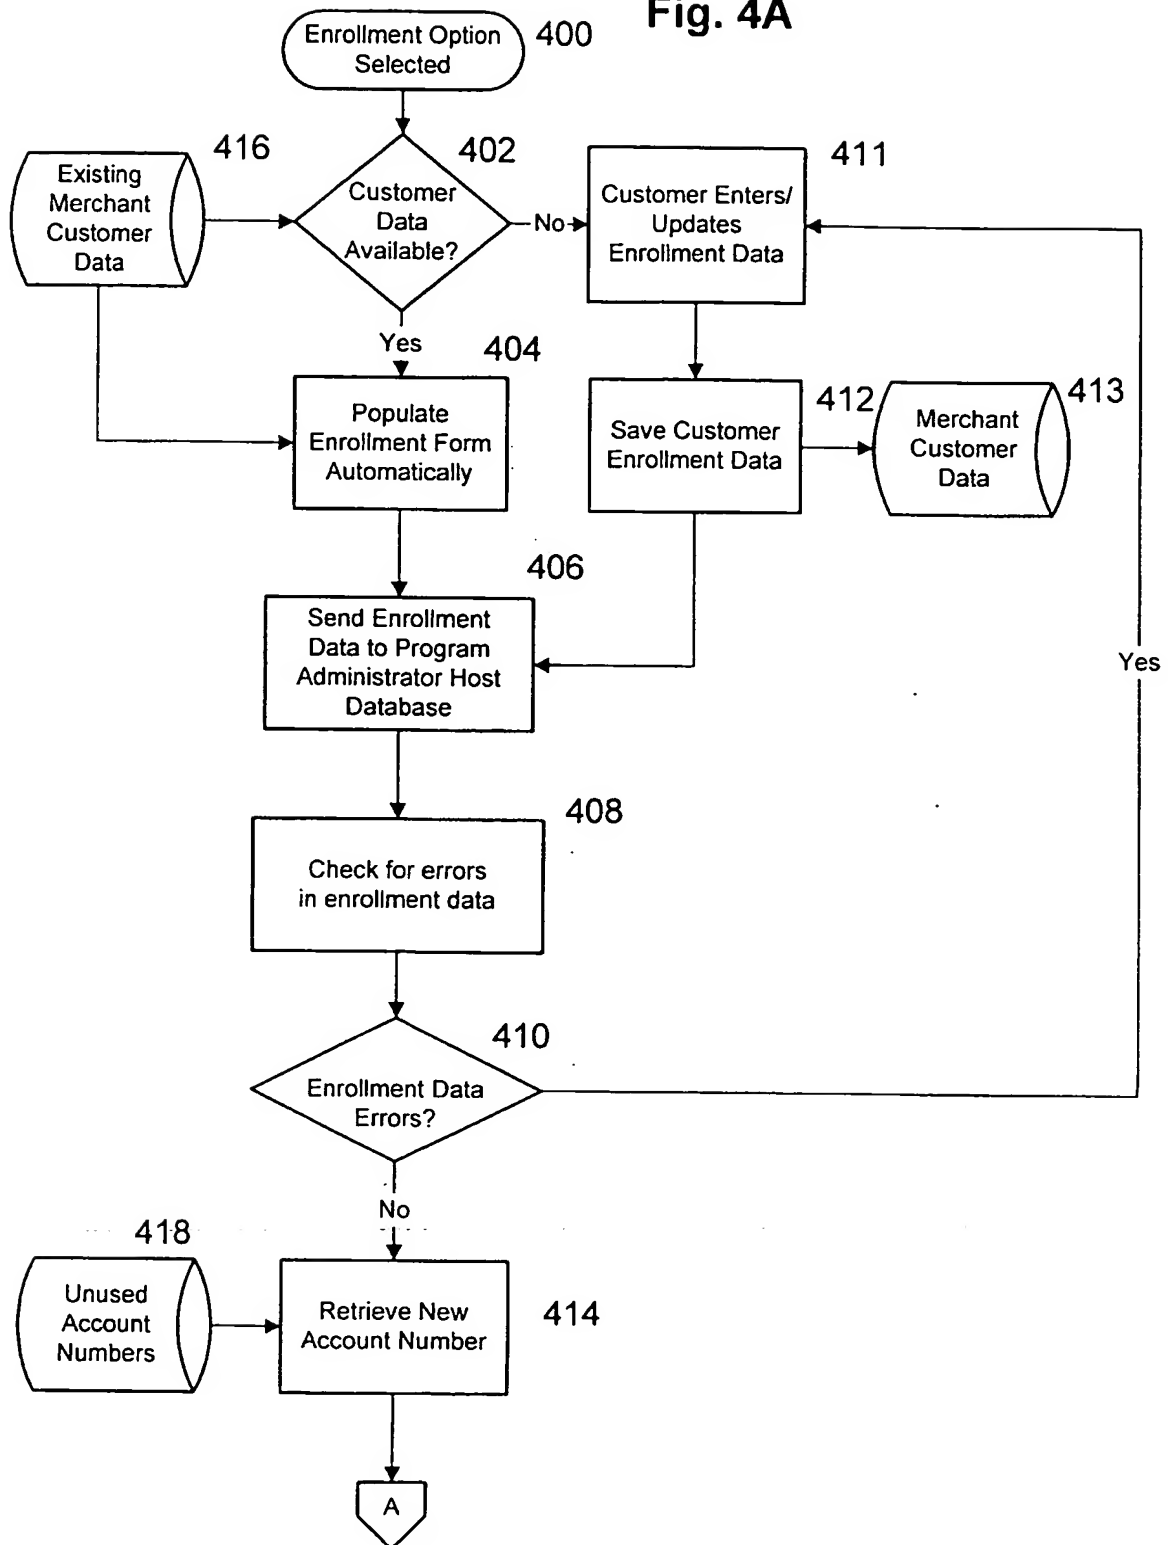 Fig. 4A
Enrollment Option
Selected
400
416
Existing
Merchant
Customer
Data
402
Customer
Data
Available?
No
411
Customer Enters/
Updates
Enrollment Data
Yes
404
Populate
Enrollment Form
Automatically
412
Save Customer
Enrollment Data
413
Merchant
Customer
Data
406
Send Enrollment
Data to Program
Administrator Host
Database
Yes
408
Check for errors
in enrollment data
410
Enrollment Data
Errors?
No
418
Unused
Account
Numbers
Retrieve New
Account Number
414
A